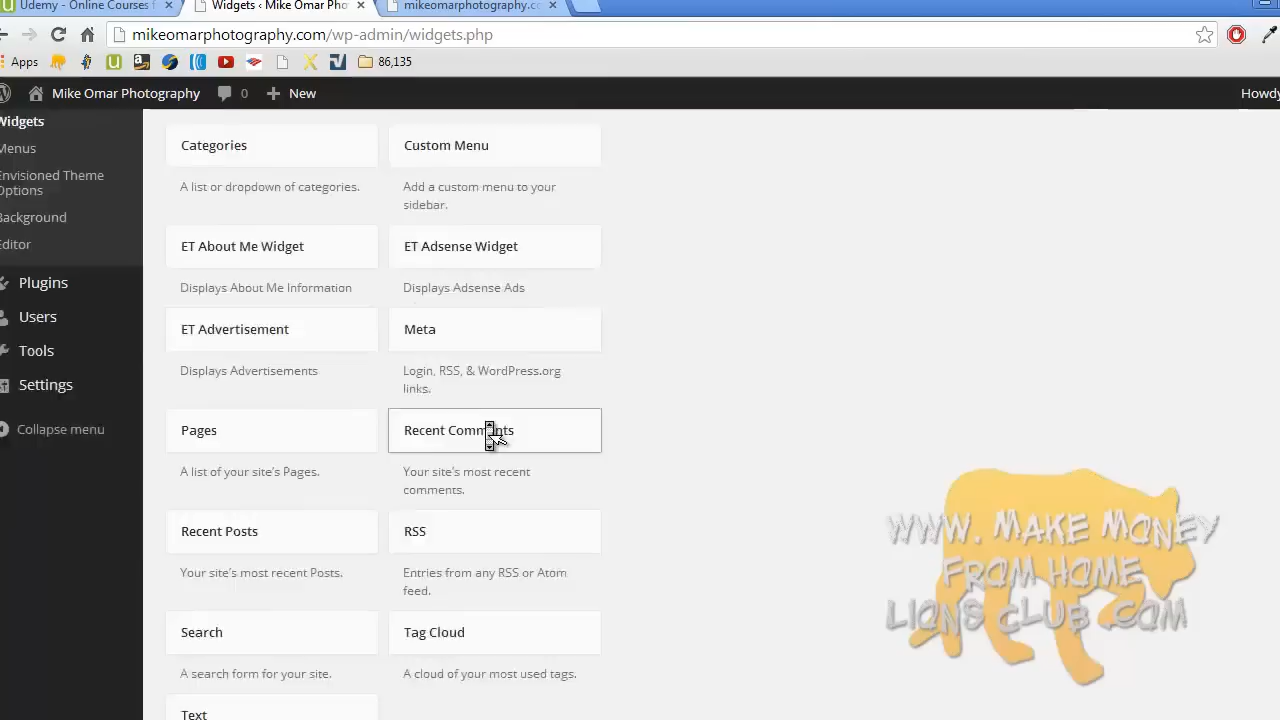 Udemy - Online Courses f
Widgets ‹ Mike Omar Pho
mikeomarphotography.co
mikeomarphotography.com/wp-admin/widgets.php
Apps
86,135
Mike Omar Photography
0
New
Howdy
Widgets
Menus
Envisioned Theme
Options
Background
Editor
Plugins
Users
Tools
Settings
Collapse menu
Categories
A list or dropdown of categories.
Custom Menu
Add a custom menu to your
sidebar.
ET About Me Widget
Displays About Me Information
ET Adsense Widget
Displays Adsense Ads
ET Advertisement
Displays Advertisements
Meta
Login, RSS, & WordPress.org
links.
Pages
A list of your site's Pages.
Recent Comments
Your site's most recent
comments.
Recent Posts
Your site's most recent Posts.
RSS
Entries from any RSS or Atom
feed.
Search
A search form for your site.
Tag Cloud
A cloud of your most used tags.
Text
WWW. MAKE MONEY
FROM HOME
LIONS CLUB .COM